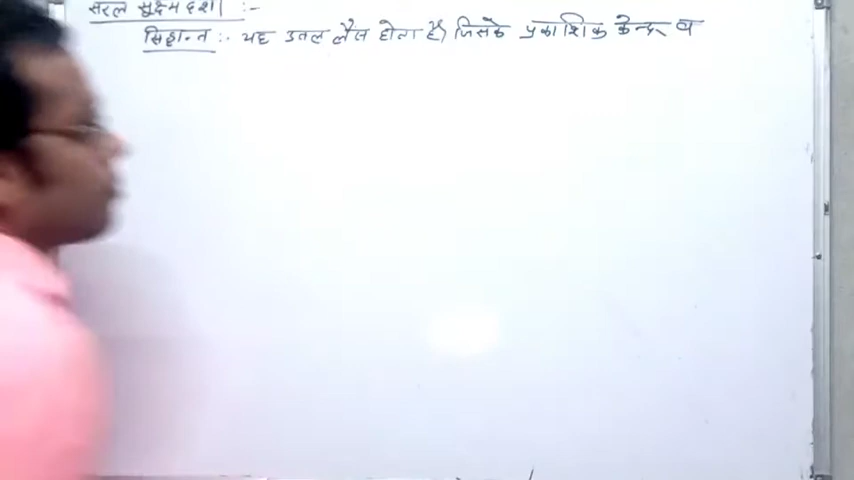 सरल सूक्ष्मदर्शी :-
सिद्धान्त :- यह उत्तल लैंस होता है, जिसके प्रकाशिक केन्द्र व